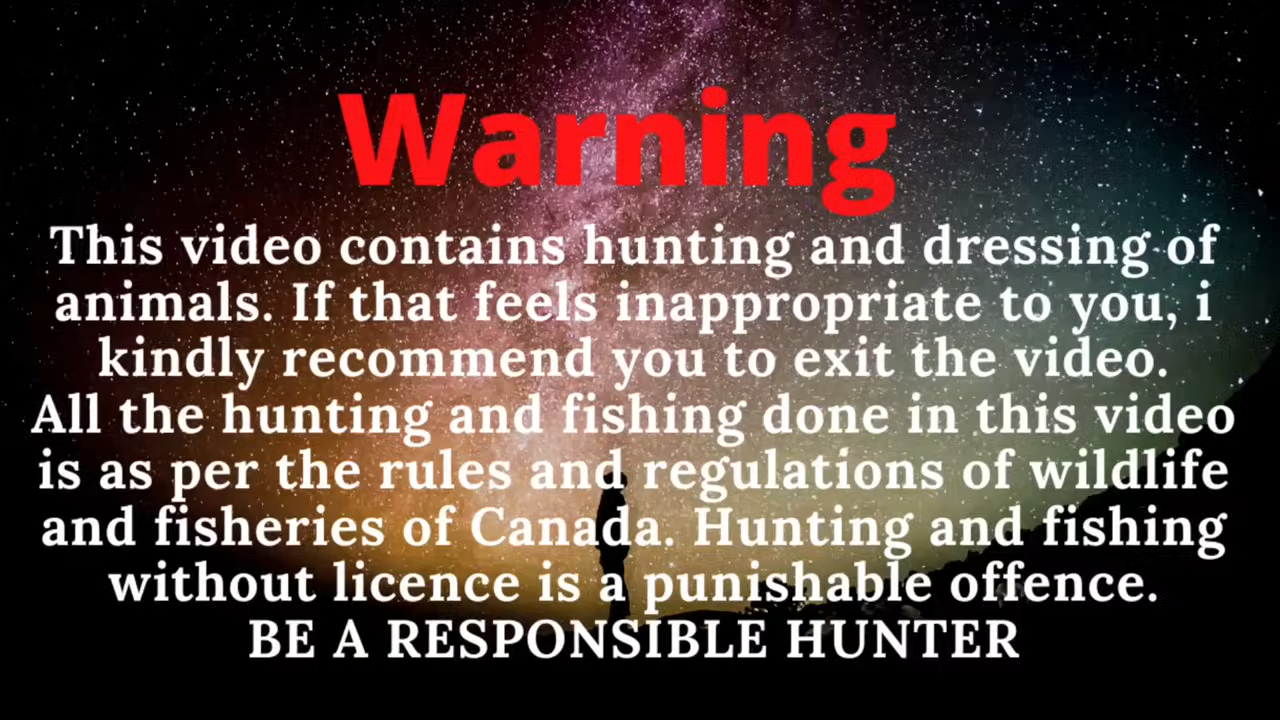 Warning
This video contains hunting and dressing of
animals. If that feels inappropriate to you, i
kindly recommend you to exit the video.
All the hunting and fishing done in this video
is as per the rules and regulations of wildlife
and fisheries of Canada. Hunting and fishing
without licence is a punishable offence.
BE A RESPONSIBLE HUNTER